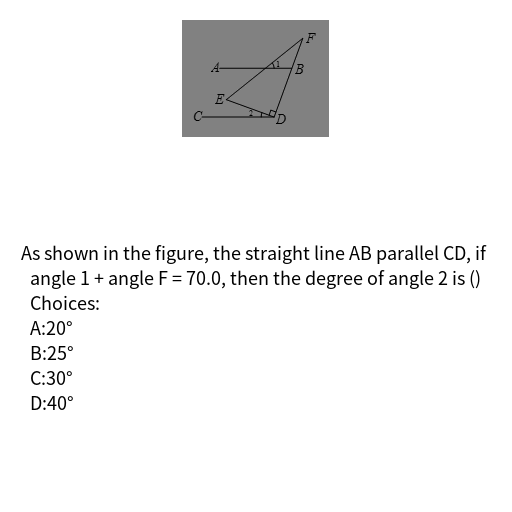 F
A
1
B
E
C
2
D
As shown in the figure, the straight line AB parallel CD, if
angle 1 + angle F = 70.0, then the degree of angle 2 is ()
Choices:
A:20°
B:25°
C:30°
D:40°